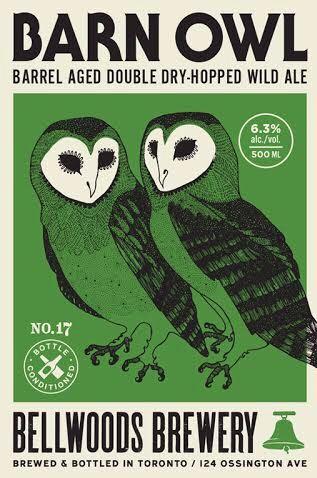 BARN OWL
BARREL AGED DOUBLE DRY-HOPPED WILD ALE
6.3%
alc./vol.
500 ML
NO.17
BOTTLE
CONDITIONED
BELLWOODS BREWERY
BREWED & BOTTLED IN TORONTO / 124 OSSINGTON AVE